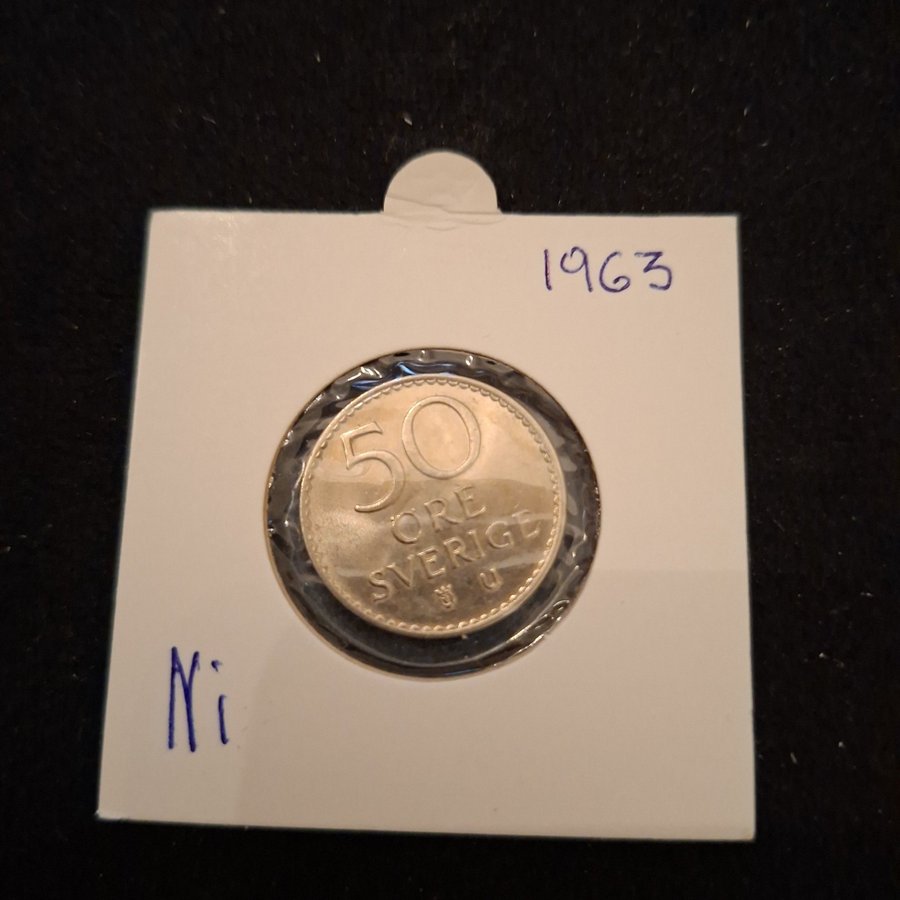 1963
50
ÖRE
SVERIGE
U
Ni